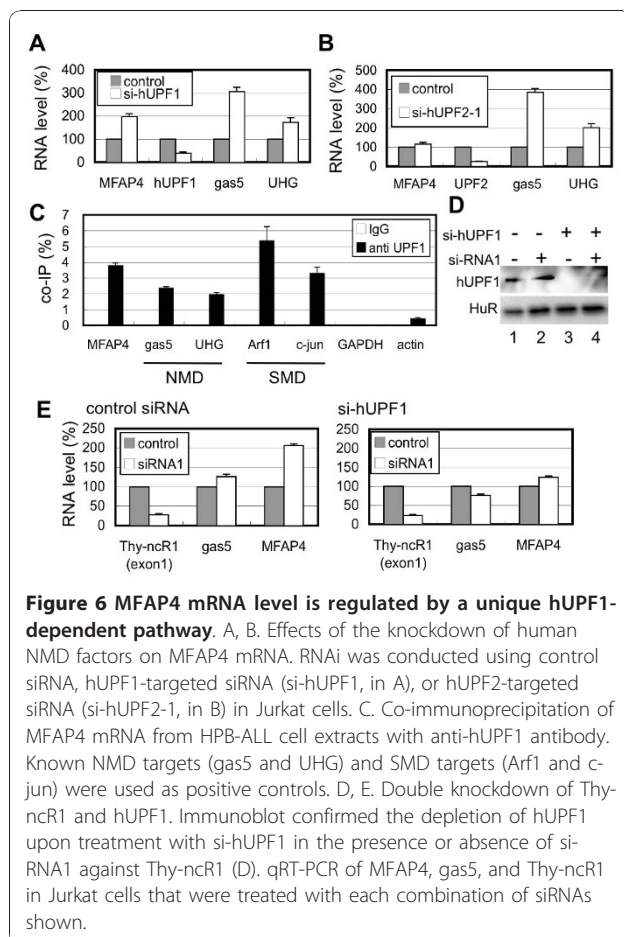 A
RNA level (%)
400
300
200
100
0
control
si-hUPF1
MFAP4 hUPF1 gas5 UHG
B
RNA level (%)
500
400
300
200
100
0
control
si-hUPF2-1
MFAP4 UPF2 gas5 UHG
C
co-IP (%)
7
6
5
4
3
2
1
0
IgG
anti UPF1
MFAP4 gas5 UHG Arf1 c-jun GAPDH actin
NMD SMD
D
si-hUPF1 - - + +
si-RNA1 - + - +
hUPF1
HuR
1 2 3 4
E
control siRNA
RNA level (%)
250
200
150
100
50
0
control
siRNA1
Thy-ncR1 gas5 MFAP4
(exon1)
si-hUPF1
250
200
150
100
50
0
control
siRNA1
Thy-ncR1 gas5 MFAP4
(exon1)
Figure 6 MFAP4 mRNA level is regulated by a unique hUPF1-
dependent pathway. A, B. Effects of the knockdown of human
NMD factors on MFAP4 mRNA. RNAi was conducted using control
siRNA, hUPF1-targeted siRNA (si-hUPF1, in A), or hUPF2-targeted
siRNA (si-hUPF2-1, in B) in Jurkat cells. C. Co-immunoprecipitation of
MFAP4 mRNA from HPB-ALL cell extracts with anti-hUPF1 antibody.
Known NMD targets (gas5 and UHG) and SMD targets (Arf1 and c-
jun) were used as positive controls. D, E. Double knockdown of Thy-
ncR1 and hUPF1. Immunoblot confirmed the depletion of hUPF1
upon treatment with si-hUPF1 in the presence or absence of si-
RNA1 against Thy-ncR1 (D). qRT-PCR of MFAP4, gas5, and Thy-ncR1
in Jurkat cells that were treated with each combination of siRNAs
shown.